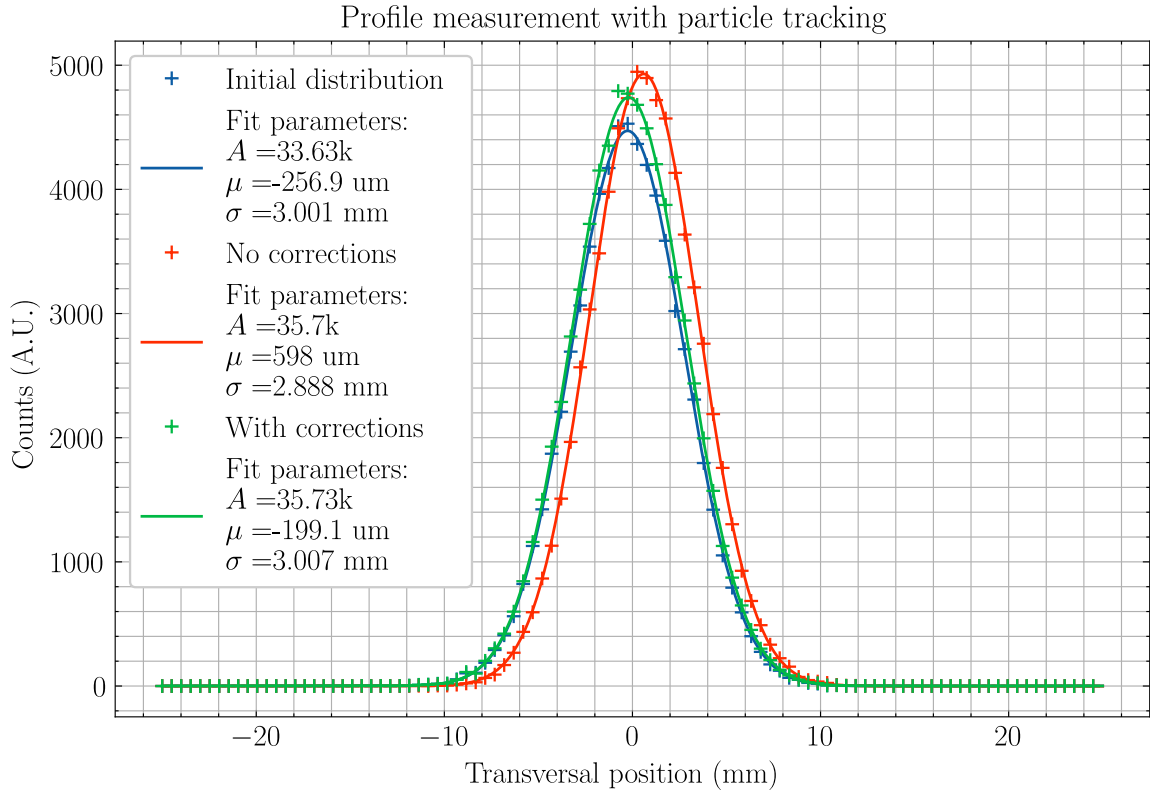 Profile measurement with particle tracking
Counts (A.U.)
5000
4000
3000
2000
1000
0
Initial distribution
Fit parameters:
A =33.63k
μ =-256.9 um
σ =3.001 mm
No corrections
Fit parameters:
A =35.7k
μ =598 um
σ =2.888 mm
With corrections
Fit parameters:
A =35.73k
μ =-199.1 um
σ =3.007 mm
−20 −10 0 10 20
Transversal position (mm)